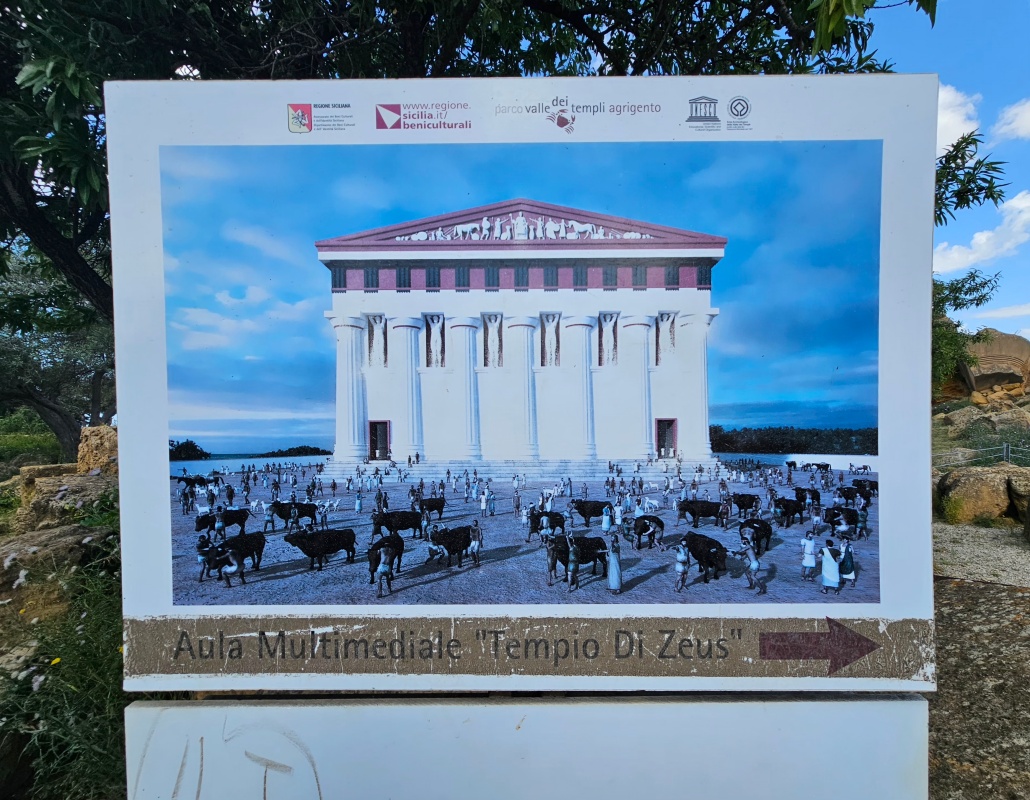 REGIONE SICILIANA
www.regione.
sicilia.it/
beniculturali
parco valle dei templi agrigento
Aula Multimediale "Tempio Di Zeus"